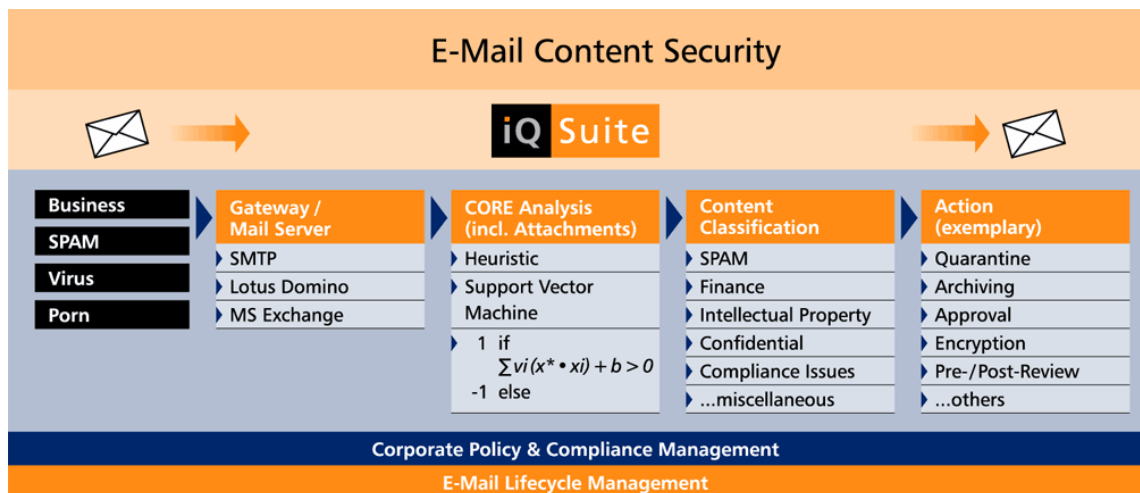 E-Mail Content Security
iQ Suite
Business
SPAM
Virus
Porn
Gateway /
Mail Server
SMTP
Lotus Domino
MS Exchange
CORE Analysis
(incl. Attachments)
Heuristic
Support Vector
Machine
1 if
∑vi(x* • xi) + b > 0
-1 else
Content
Classification
SPAM
Finance
Intellectual Property
Confidential
Compliance Issues
...miscellaneous
Action
(exemplary)
Quarantine
Archiving
Approval
Encryption
Pre-/Post-Review
...others
Corporate Policy & Compliance Management
E-Mail Lifecycle Management